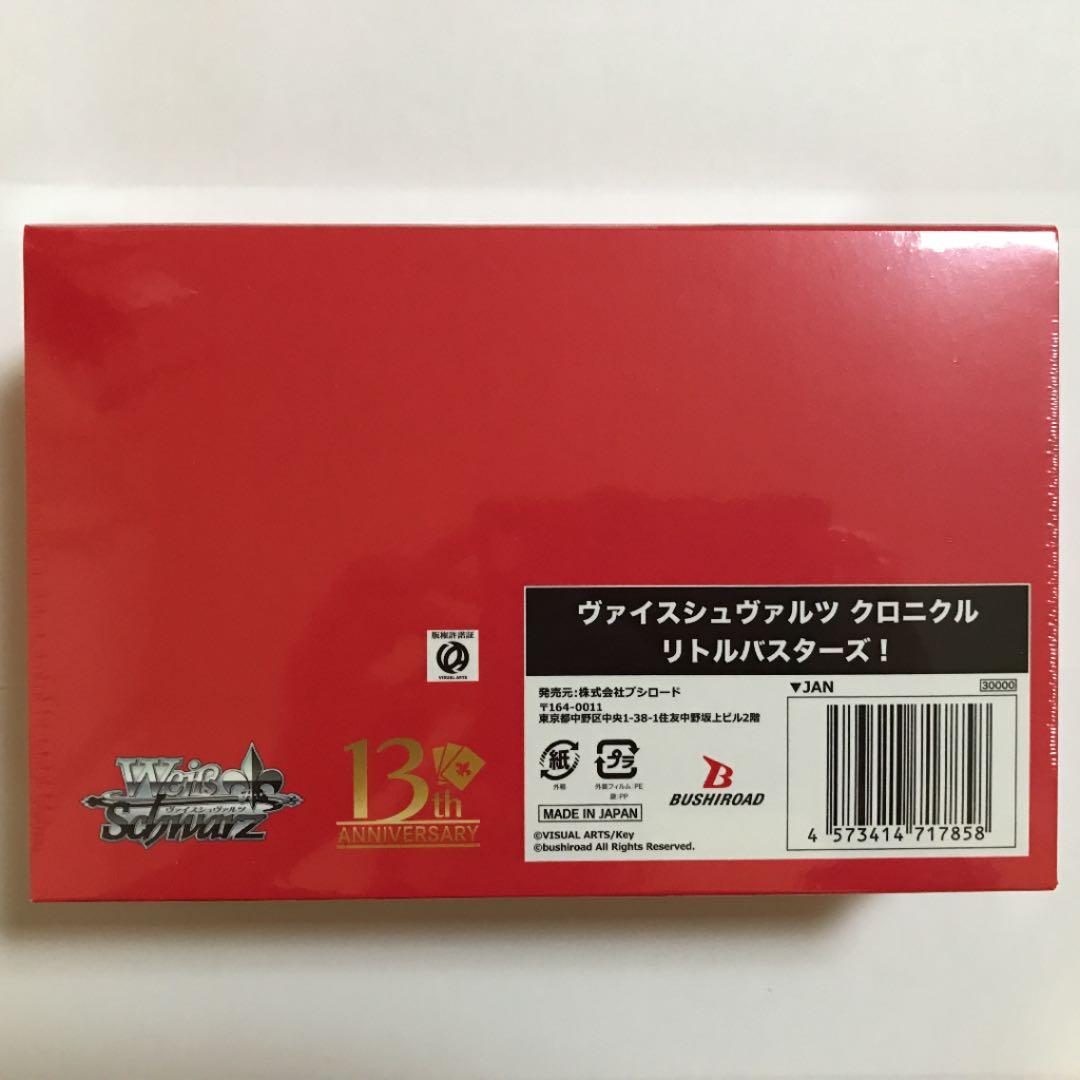 ヴァイスシュヴァルツ クロニクル
リトルバスターズ！
版権許諾証
VISUAL ARTS
発売元：株式会社ブシロード
〒164-0011
東京都中野区中央1-38-1住友中野坂上ビル2階
▼JAN
30000
紙
外箱
プラ
外装フィルム：PE
袋：PP
BUSHIROAD
MADE IN JAPAN
©VISUAL ARTS/Key
©bushiroad All Rights Reserved.
4 573414 717858
Weiß
ヴァイスシュヴァルツ
Schwarz
13th
ANNIVERSARY